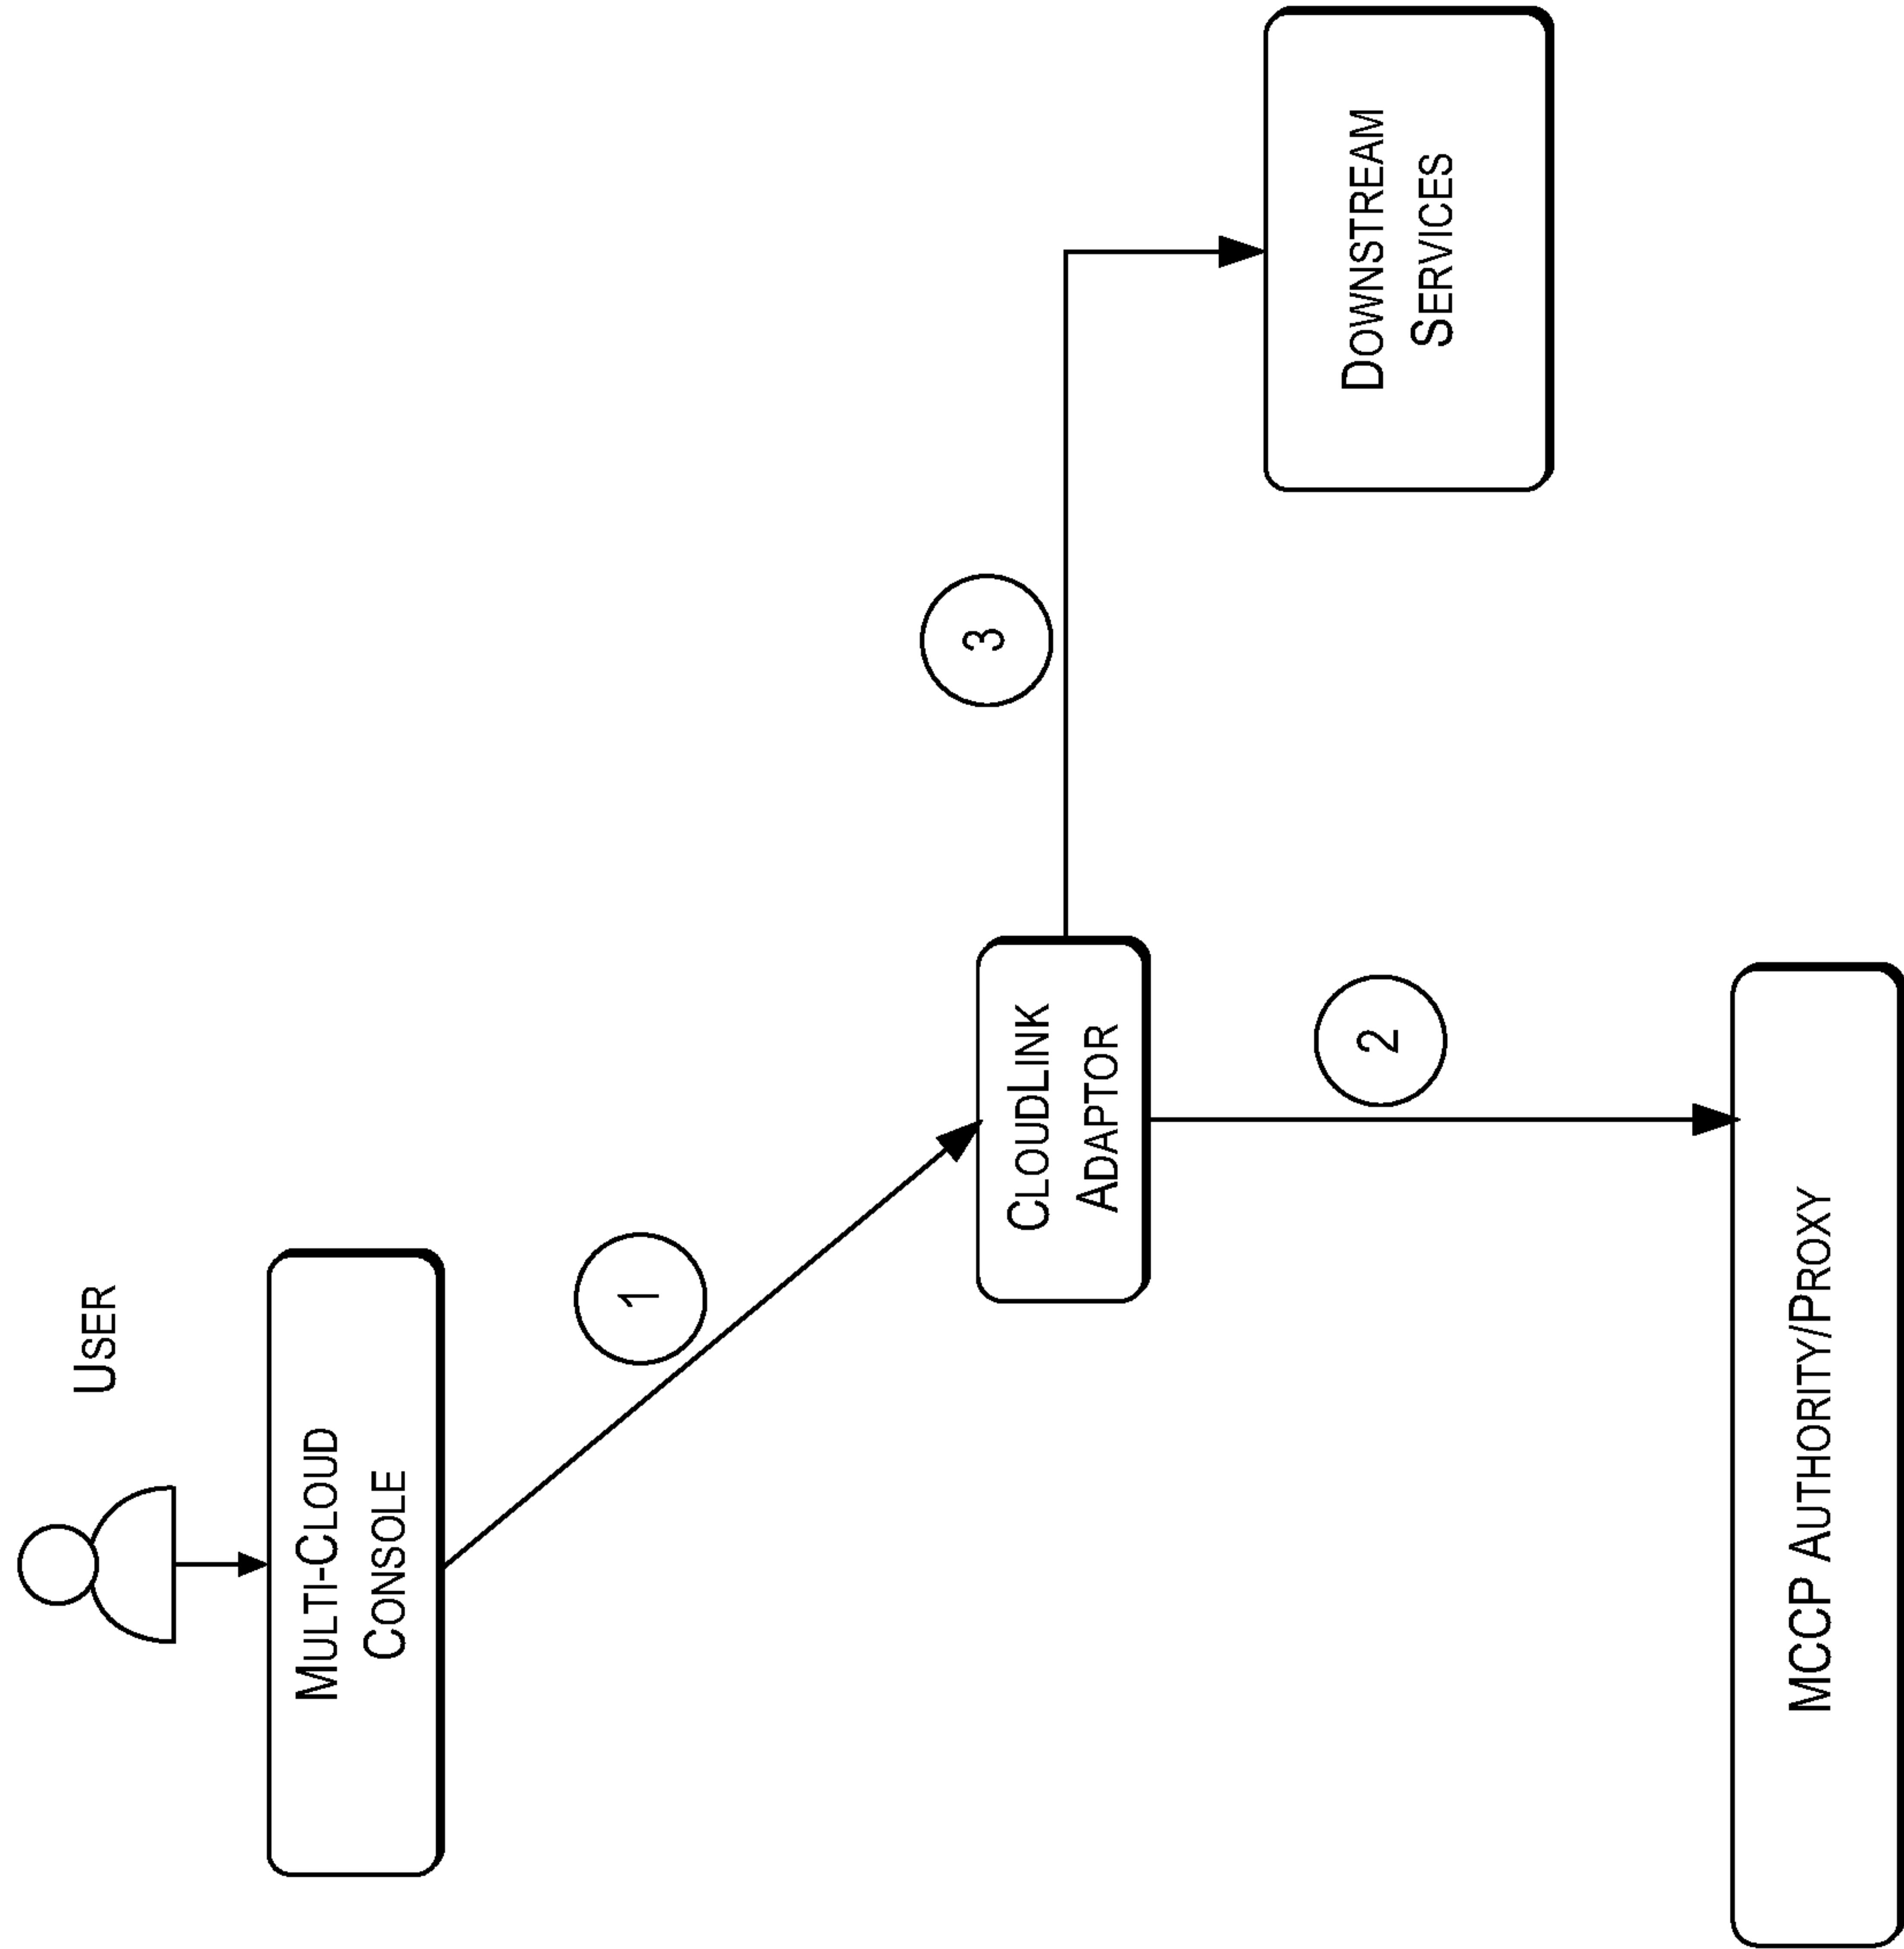 USER
MULTI-CLOUD
CONSOLE
1
CLOUDLINK
ADAPTOR
3
2
DOWNSTREAM
SERVICES
MCCP AUTHORITY/PROXY